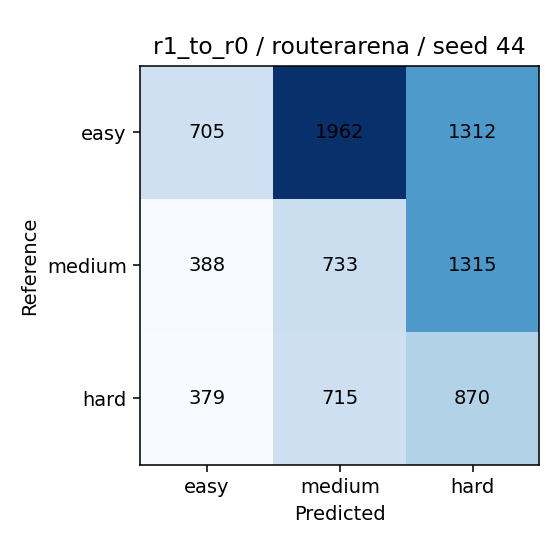 r1_to_r0 / routerarena / seed 44
Reference
easy 705 1962 1312
medium 388 733 1315
hard 379 715 870
easy medium hard
Predicted